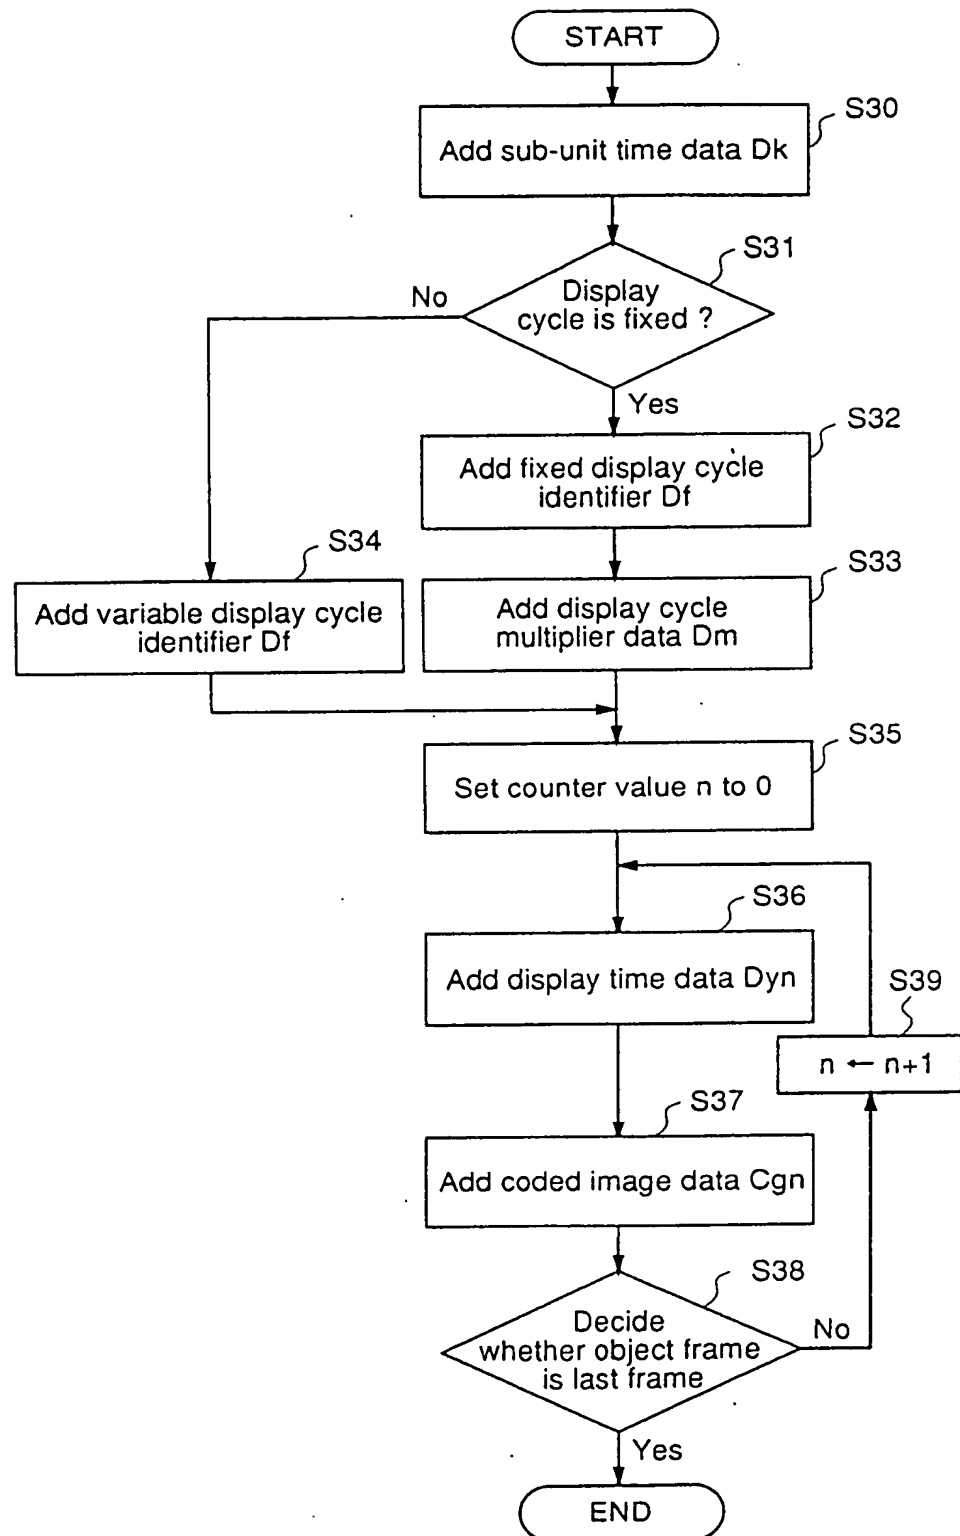 START
S30
Add sub-unit time data Dk
S31
Display
cycle is fixed ?
No
Yes
S32
Add fixed display cycle
identifier Df
S34
Add variable display cycle
identifier Df
S33
Add display cycle
multiplier data Dm
S35
Set counter value n to 0
S36
Add display time data Dyn
S39
n ← n+1
S37
Add coded image data Cgn
S38
Decide
whether object frame
is last frame
No
Yes
END